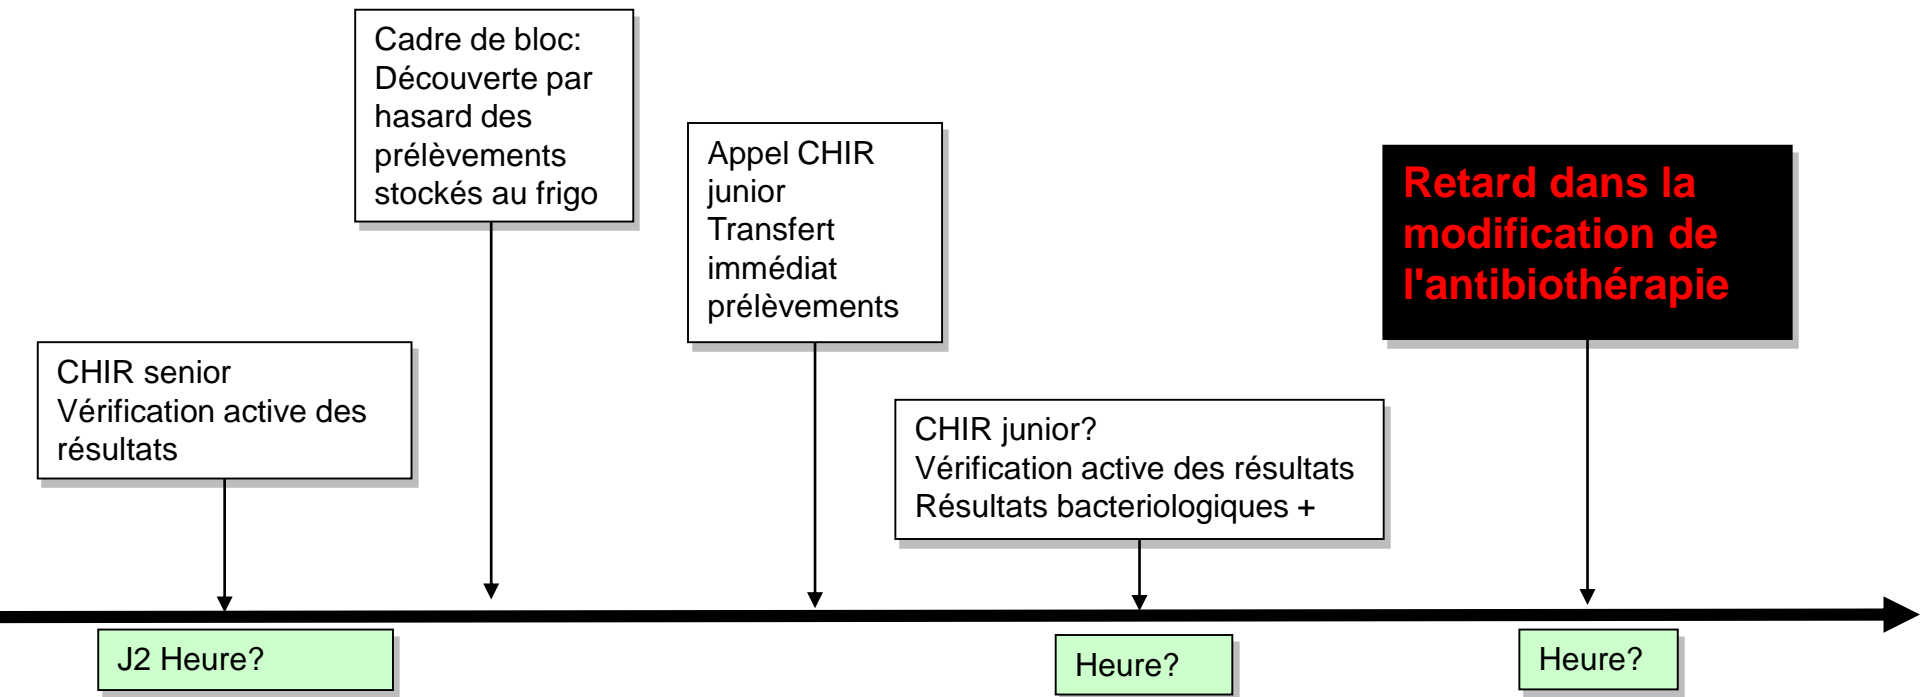 Cadre de bloc:
Découverte par
hasard des
prélèvements
stockés au frigo
Appel CHIR
junior
Transfert
immédiat
prélèvements
Retard dans la
modification de
l'antibiothérapie
CHIR senior
Vérification active des
résultats
CHIR junior?
Vérification active des résultats
Résultats bacteriologiques +
J2 Heure?
Heure?
Heure?